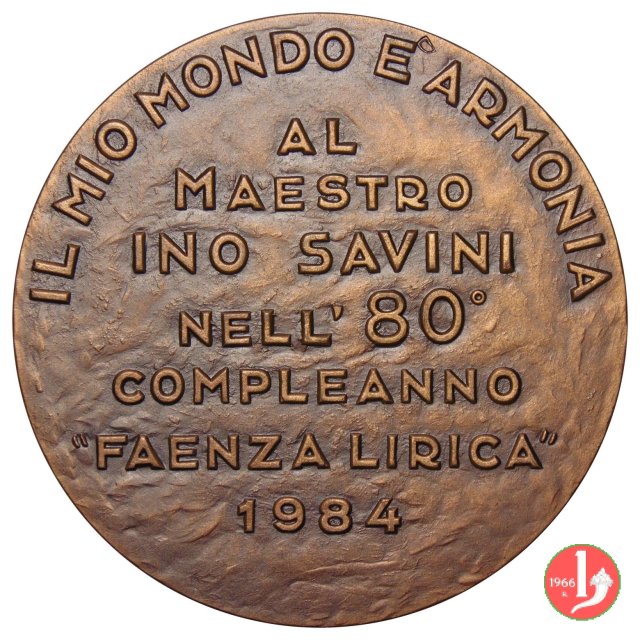 IL MIO MONDO E' ARMONIA
AL
MAESTRO
INO SAVINI
NELL' 80°
COMPLEANNO
"FAENZA LIRICA"
1984
1966